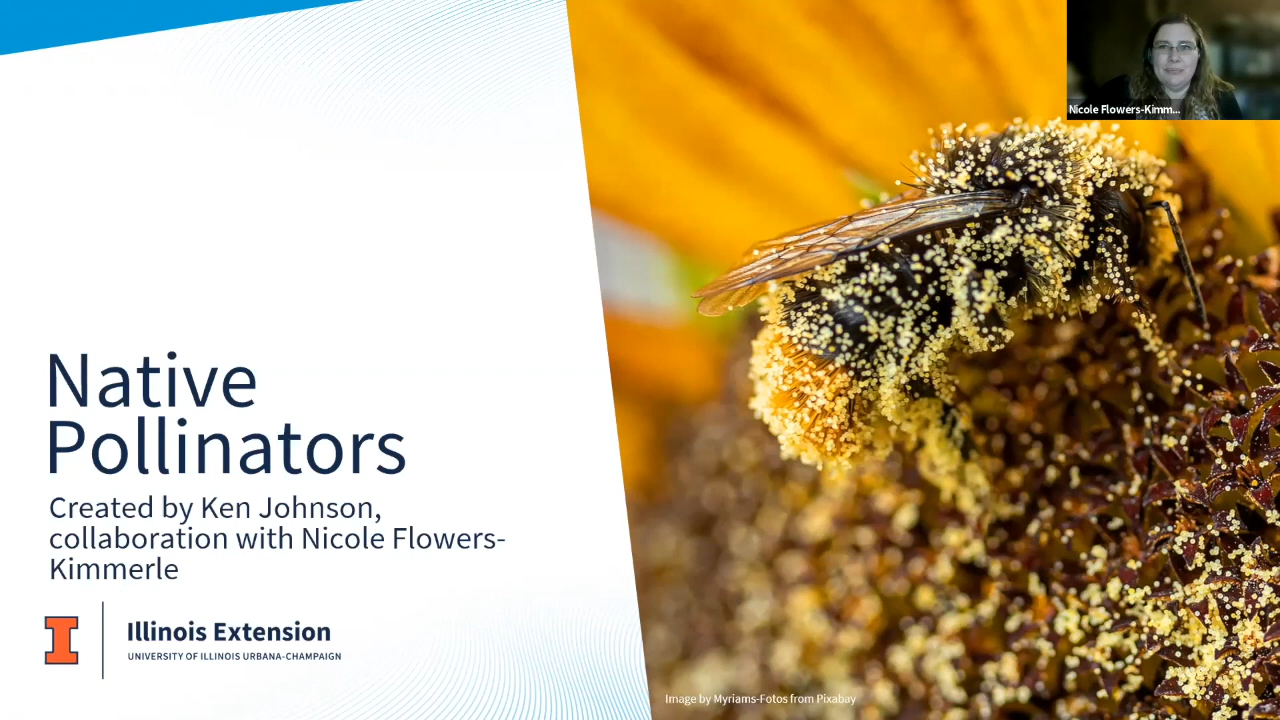 Nicole Flowers-Kimm...
Native
Pollinators
Created by Ken Johnson,
collaboration with Nicole Flowers-
Kimmerle
I
Illinois Extension
UNIVERSITY OF ILLINOIS URBANA-CHAMPAIGN
Image by Myriams-Fotos from Pixabay